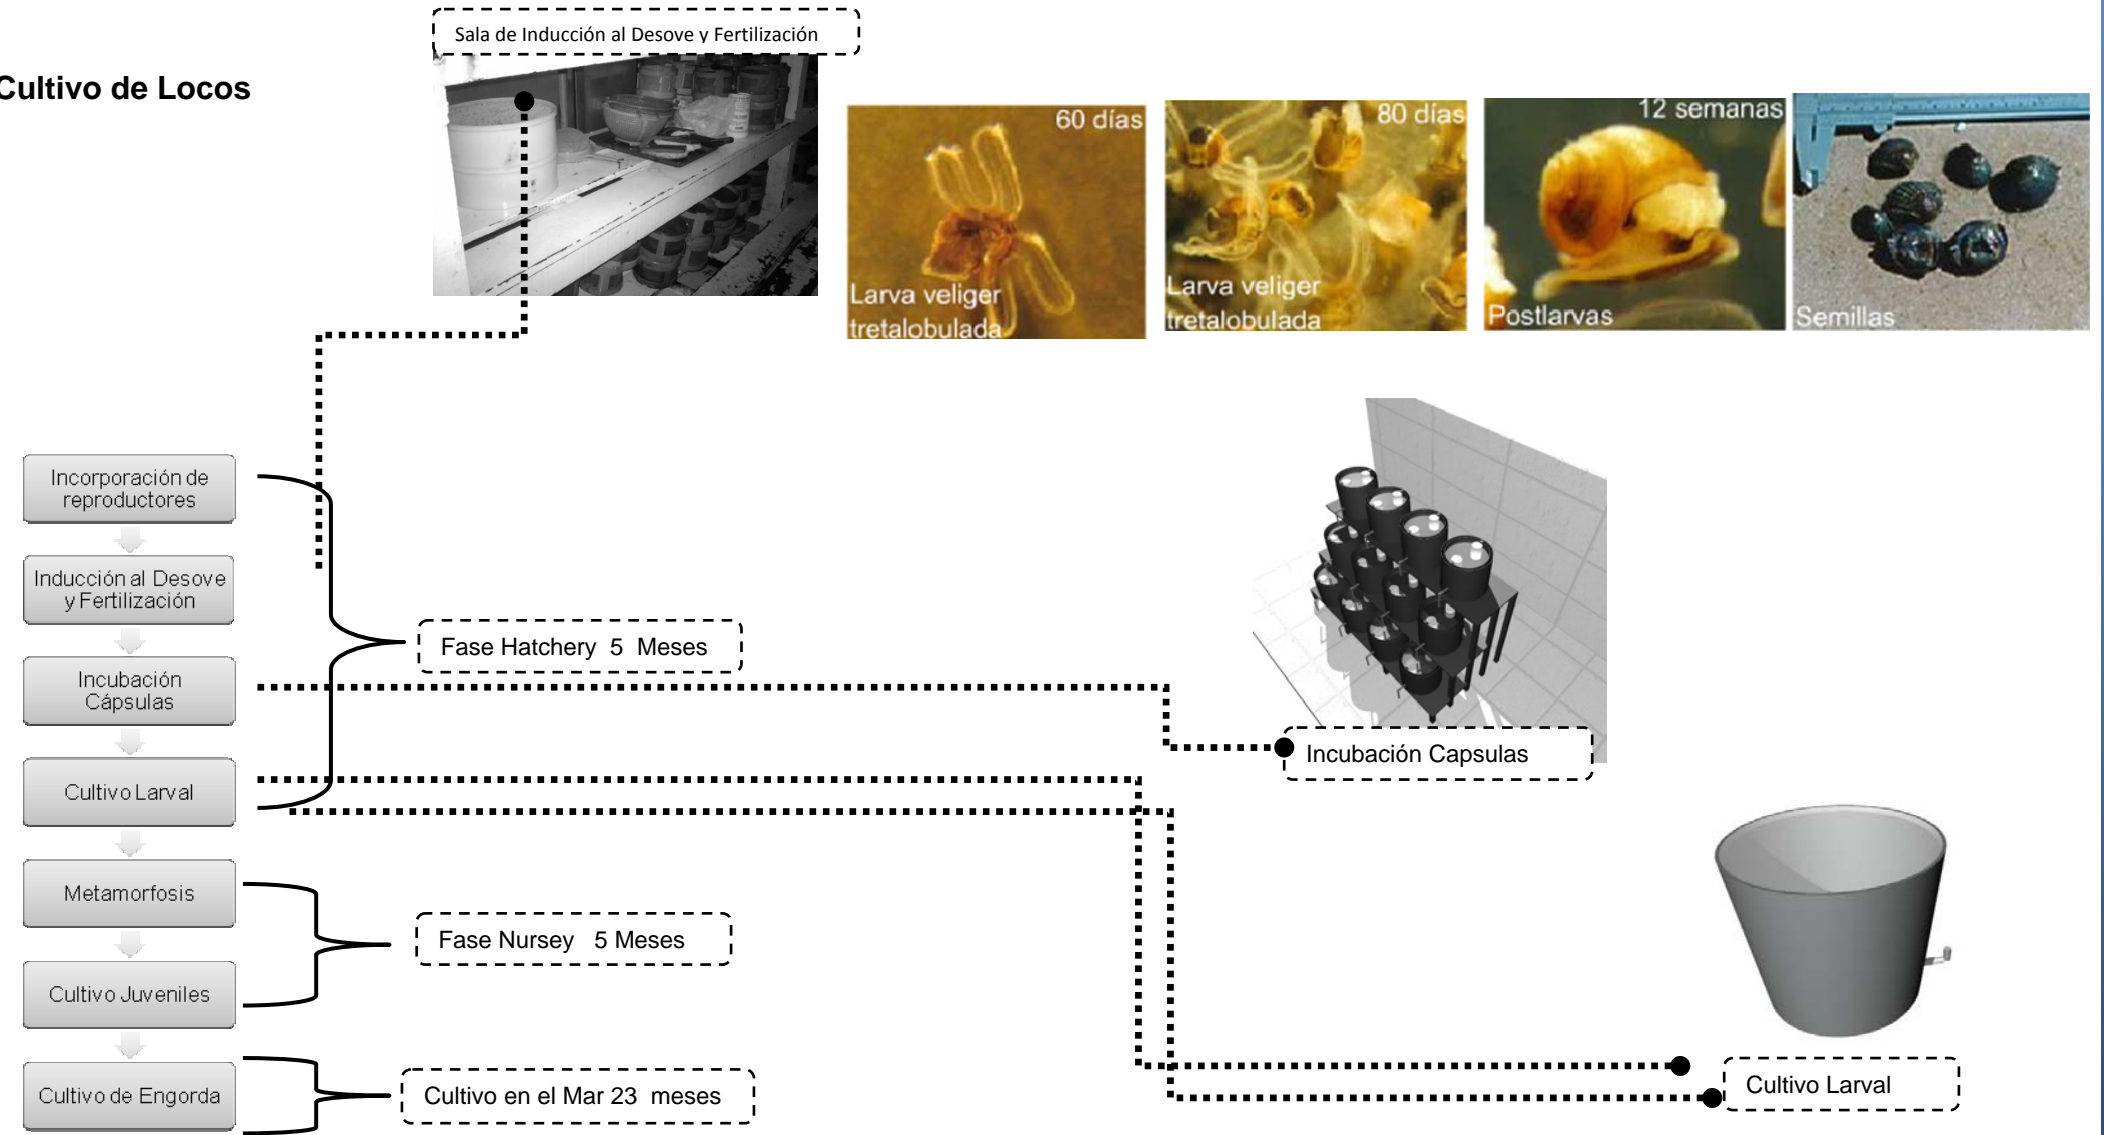 Sala de Inducción al Desove y Fertilización
Cultivo de Locos
60 días
Larva veliger
tretalobulada
80 días
Larva veliger
tretalobulada
12 semanas
Postlarvas
Semillas
Incorporación de
reproductores
Inducción al Desove
y Fertilización
Incubación
Cápsulas
Cultivo Larval
Metamorfosis
Cultivo Juveniles
Cultivo de Engorda
Fase Hatchery 5 Meses
Fase Nursey 5 Meses
Cultivo en el Mar 23 meses
Incubación Capsulas
Cultivo Larval